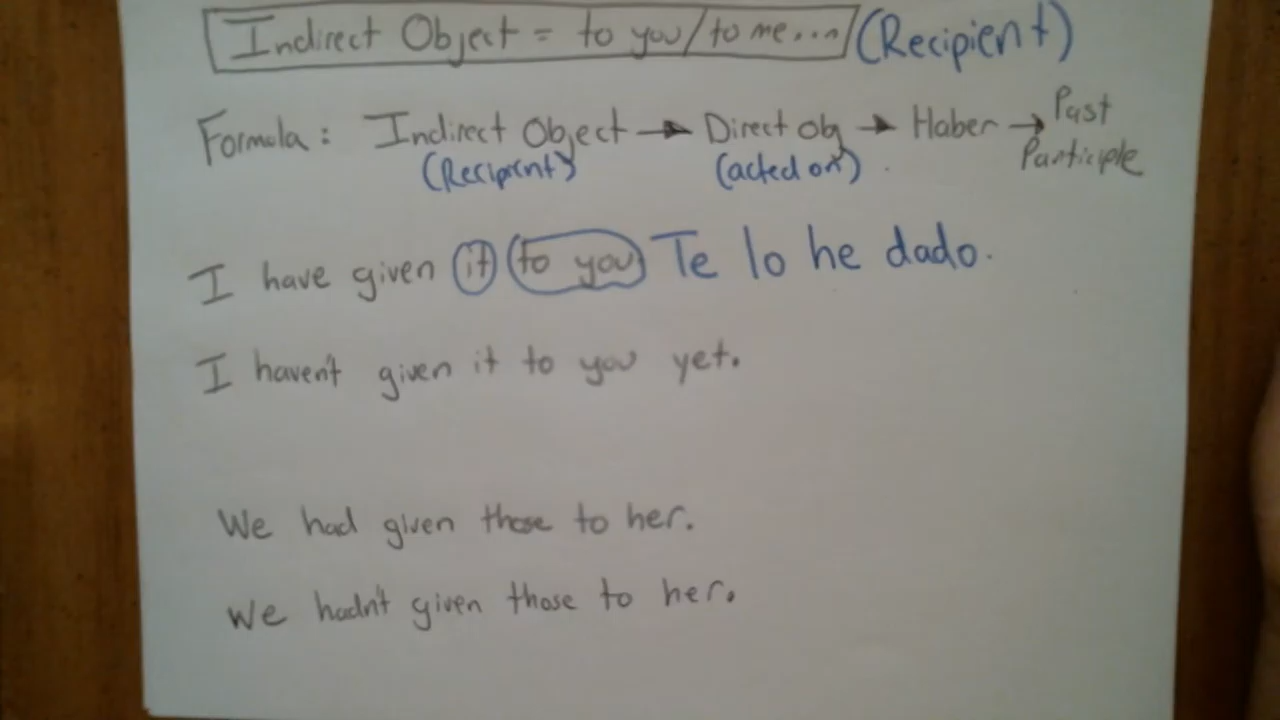 Indirect Object = to you/to me... (Recipient)
Formula: Indirect Object → Direct ob → Haber → Past Participle
(Recipient) (acted on)
I have given it to you Te lo he dado.
I haven't given it to you yet.
We had given those to her.
We hadn't given those to her.